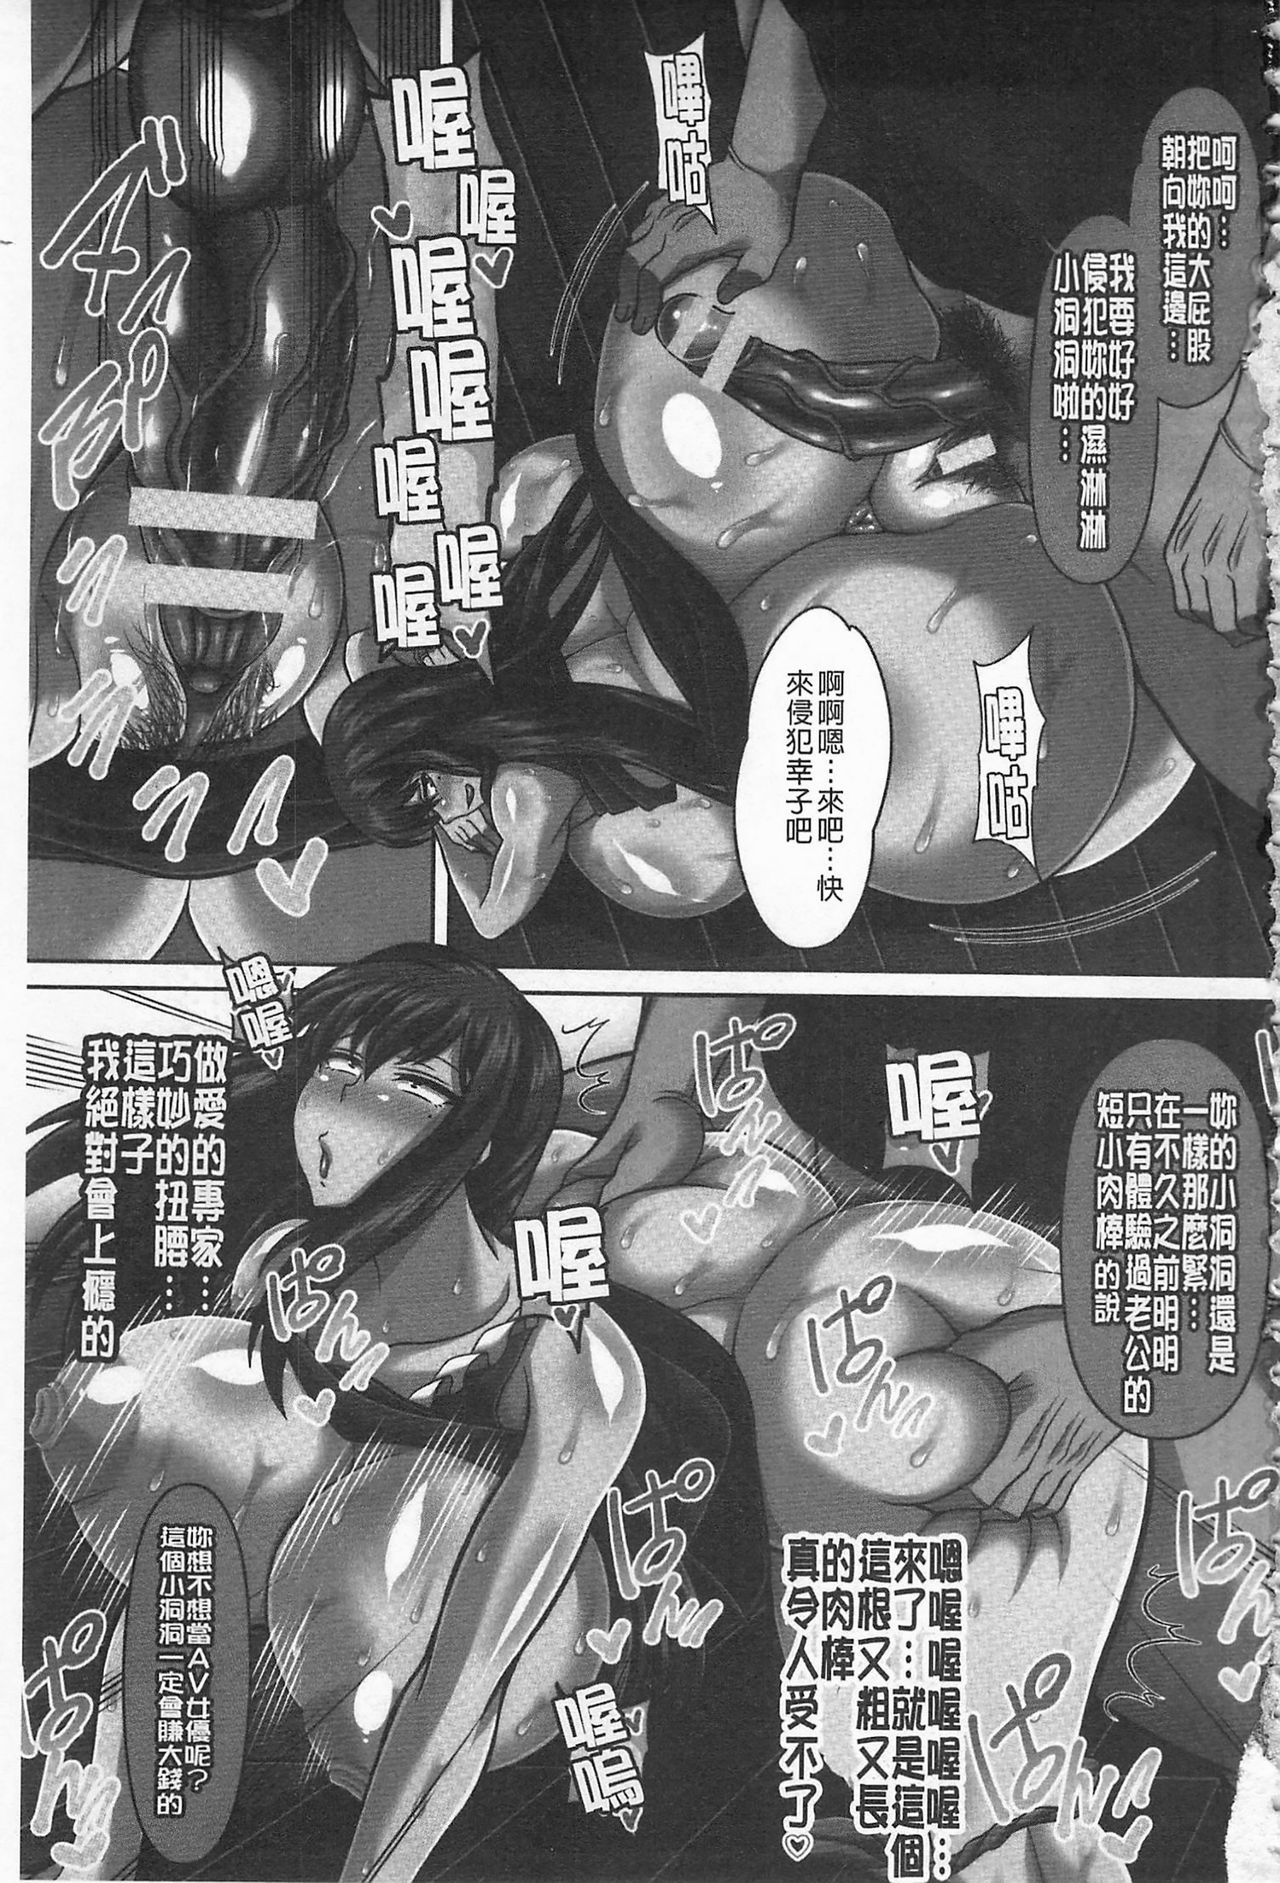 呵呵…
把妳的大屁股
朝向我這邊…
我要好好
侵犯妳的濕淋淋
小洞洞啦…
嗶咕
啊啊嗯…來吧…快
來侵犯幸子吧
嗶咕
喔
喔
喔
喔
喔
喔
喔
妳的小洞洞還是
一樣那麼緊…
在不久之前明明
只有體驗過老公的
短小肉棒的說
喔
ぱんっ
ぱんっ
ぱんっ
ぱんっ
嗯喔喔喔喔喔…
來了…就是這個
這根又粗又長
的肉棒
真令人受不了♡
喔
嗯喔
ぱんっ
做愛的專家…
巧妙的扭腰…
這樣子
我絕對會上癮的
喔嗚
ぱんっ
妳想不想當AV女優呢？
這個小洞洞一定會賺大錢的